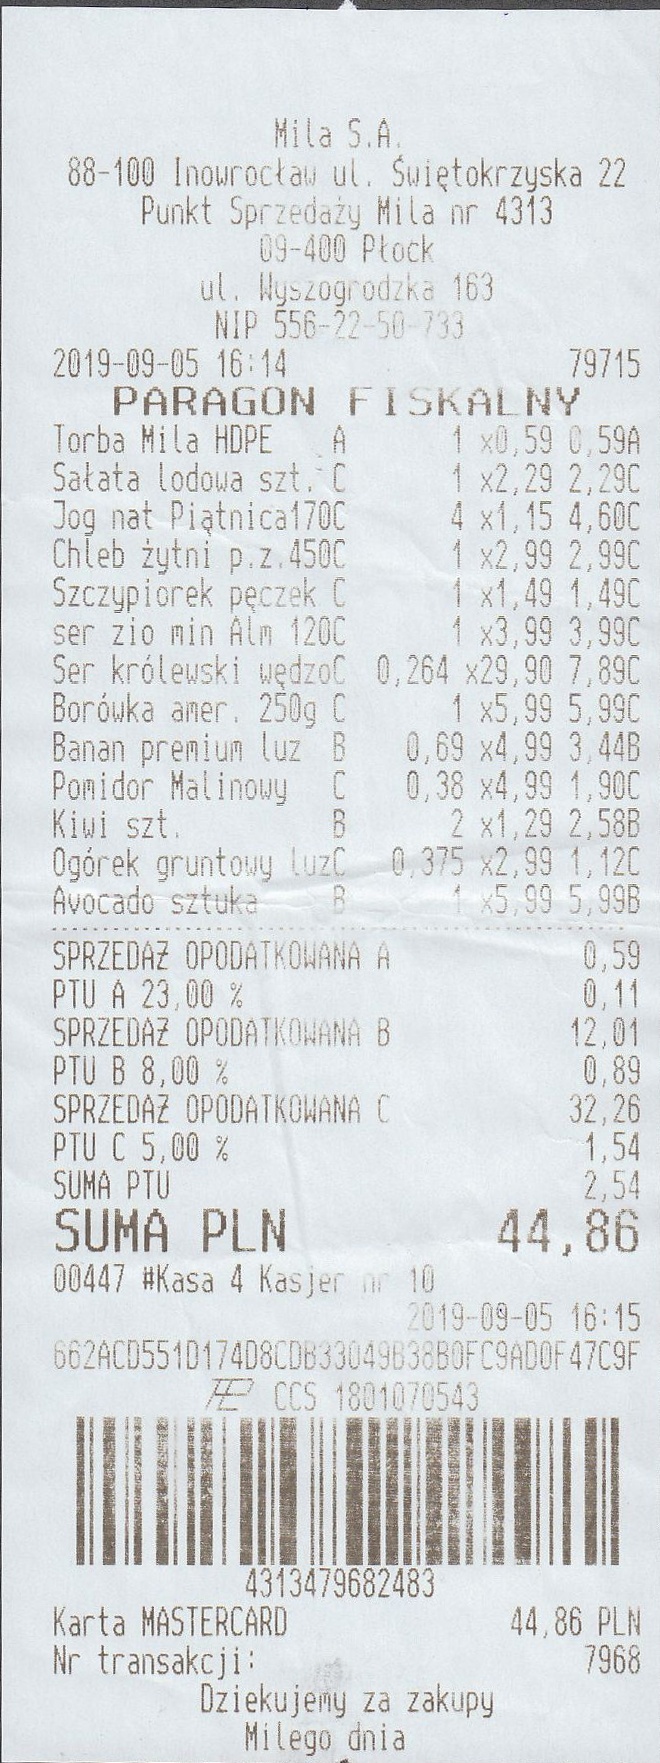 Mila S.A.
88-100 Inowrocław ul. Świętokrzyska 22
Punkt Sprzedaży Mila nr 4313
09-400 Płock
ul. Wyszogrodzka 163
NIP 556-22-50-733
2019-09-05 16:14 79715
PARAGON FISKALNY
Torba Mila HDPE A 1 x0,59 0,59A
Sałata lodowa szt. C 1 x2,29 2,29C
Jog nat Piątnica170C 4 x1,15 4,60C
Chleb żytni p.z.450C 1 x2,99 2,99C
Szczypiorek pęczek C 1 x1,49 1,49C
ser zio min Alm 120C 1 x3,99 3,99C
Ser królewski wędzoC 0,264 x29,90 7,89C
Borówka amer. 250g C 1 x5,99 5,99C
Banan premium luz B 0,69 x4,99 3,44B
Pomidor Malinowy C 0,38 x4,99 1,90C
Kiwi szt. B 2 x1,29 2,58B
Ogórek gruntowy luzC 0,375 x2,99 1,12C
Avocado sztuka B 1 x5,99 5,99B
SPRZEDAŻ OPODATKOWANA A 0,59
PTU A 23,00 % 0,11
SPRZEDAŻ OPODATKOWANA B 12,01
PTU B 8,00 % 0,89
SPRZEDAŻ OPODATKOWANA C 32,26
PTU C 5,00 % 1,54
SUMA PTU 2,54
SUMA PLN 44,86
00447 #Kasa 4 Kasjer nr 10
2019-09-05 16:15
662ACD551D174D8CDB33049B38B0FC9AD0F47C9F
CCS 1801070543
4313479682483
Karta MASTERCARD 44,86 PLN
Nr transakcji: 7968
Dziekujemy za zakupy
Milego dnia